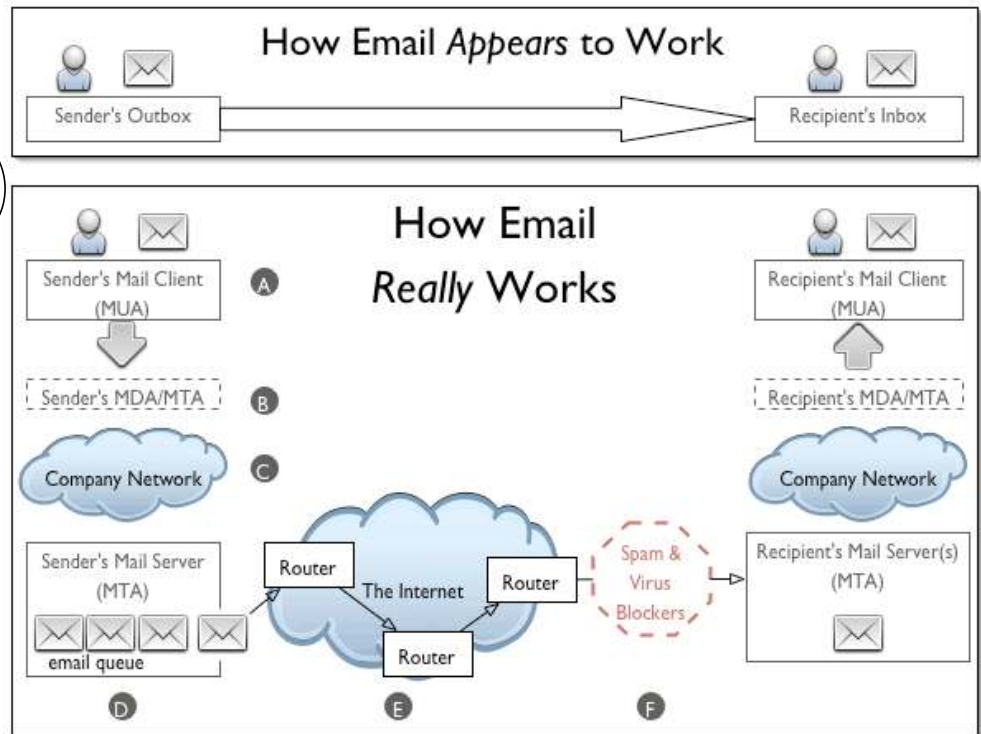 How Email Appears to Work
Sender's Outbox
Recipient's Inbox
How Email
Really Works
Sender's Mail Client
(MUA)
A
Recipient's Mail Client
(MUA)
Sender's MDA/MTA
B
Recipient's MDA/MTA
Company Network
C
Company Network
Sender's Mail Server
(MTA)
email queue
Router
The Internet
Router
Router
Spam &
Virus
Blockers
Recipient's Mail Server(s)
(MTA)
D
E
F